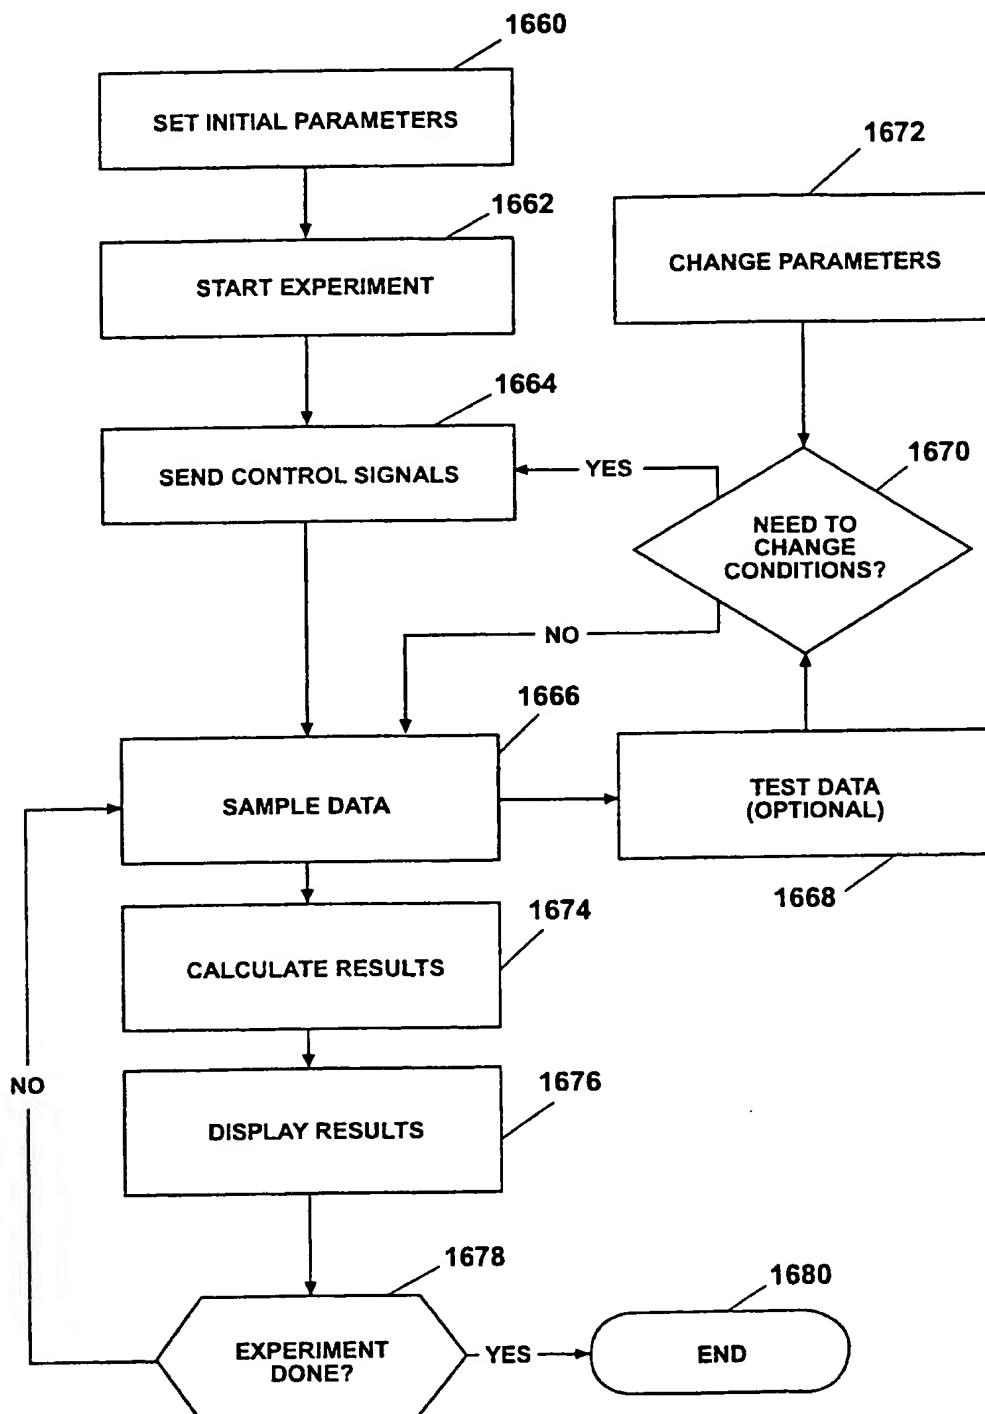 1660
SET INITIAL PARAMETERS
1672
1662
CHANGE PARAMETERS
START EXPERIMENT
1664
1670
YES
SEND CONTROL SIGNALS
NEED TO
CHANGE
CONDITIONS?
NO
1666
TEST DATA
(OPTIONAL)
SAMPLE DATA
1668
1674
CALCULATE RESULTS
NO
1676
DISPLAY RESULTS
1678
1680
EXPERIMENT
DONE?
YES
END